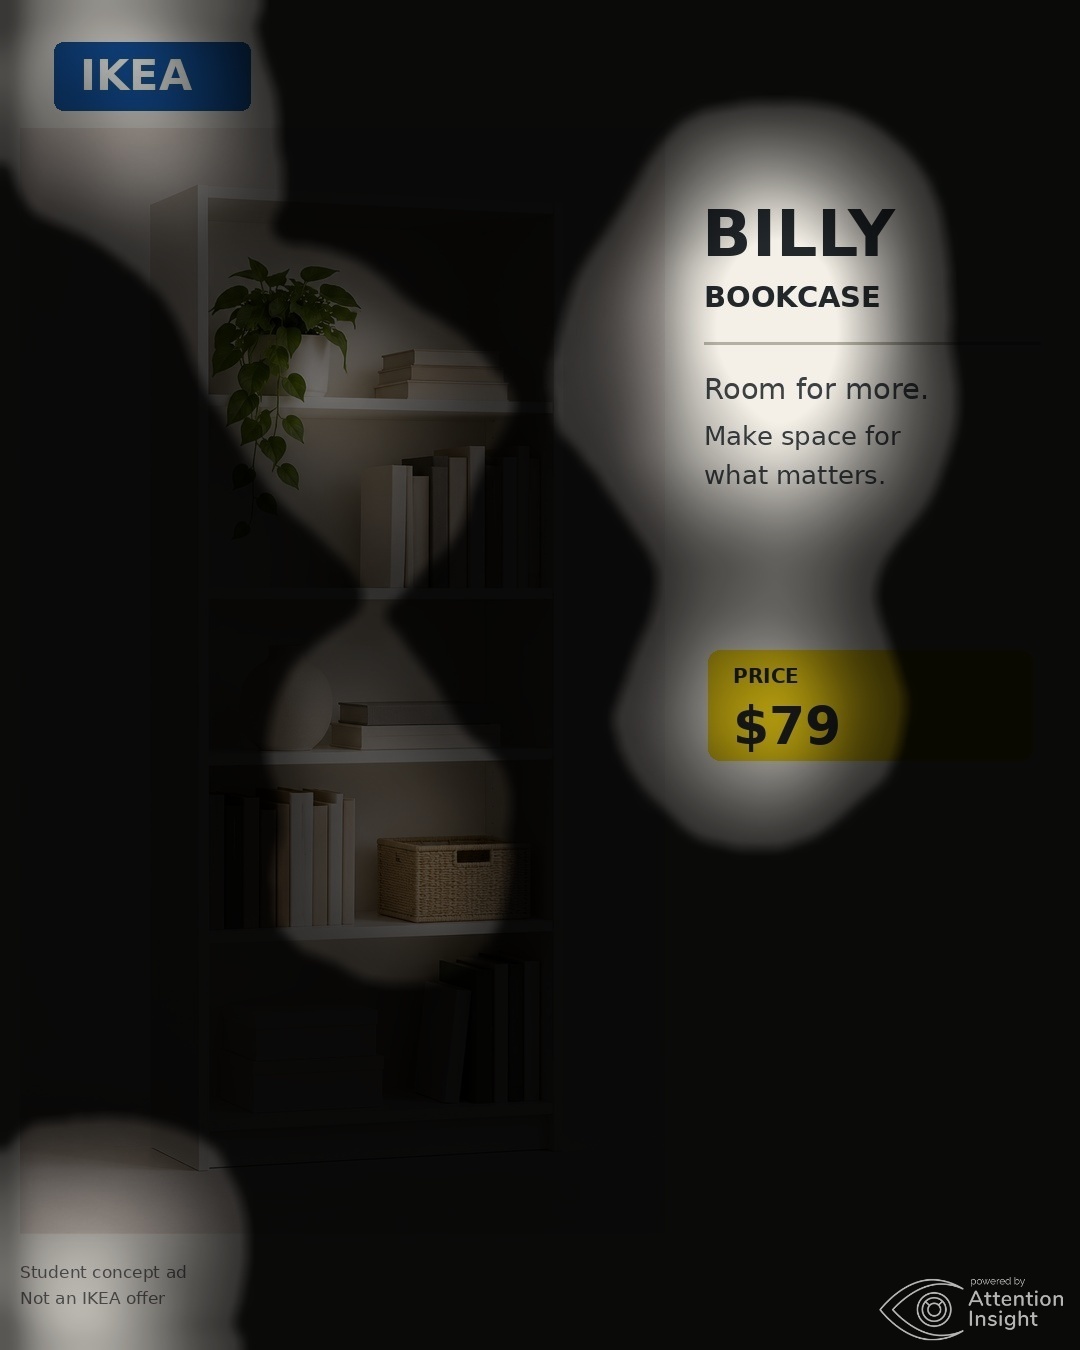 IKEA
BILLY
BOOKCASE
Room for more.
Make space for
what matters.
PRICE
$79
Student concept ad
Not an IKEA offer
powered by
Attention
Insight